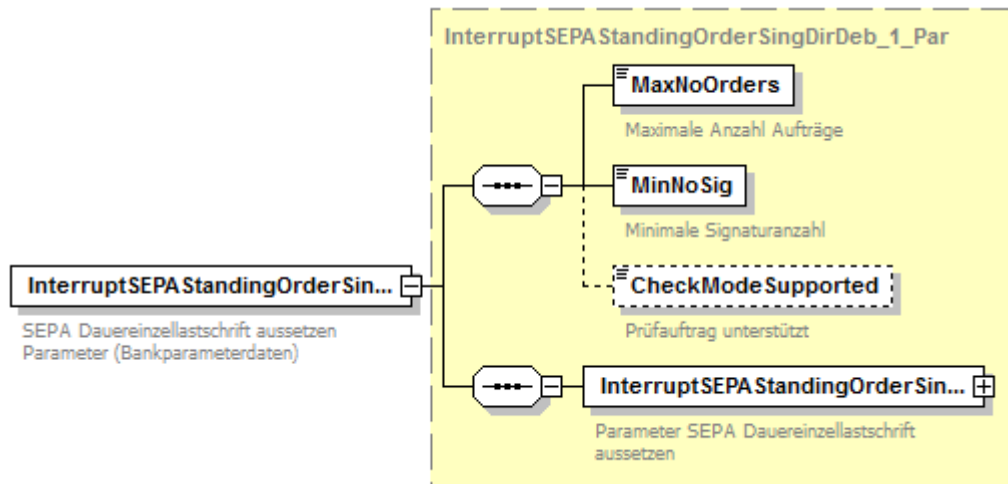 InterruptSEPAStandingOrderSingDirDeb_1_Par
MaxNoOrders
Maximale Anzahl Aufträge
MinNoSig
Minimale Signaturanzahl
InterruptSEPAStandingOrderSin...
SEPA Dauereinzellastschrift aussetzen
Parameter (Bankparameterdaten)
CheckModeSupported
Prüfauftrag unterstützt
InterruptSEPAStandingOrderSin...
Parameter SEPA Dauereinzellastschrift
aussetzen